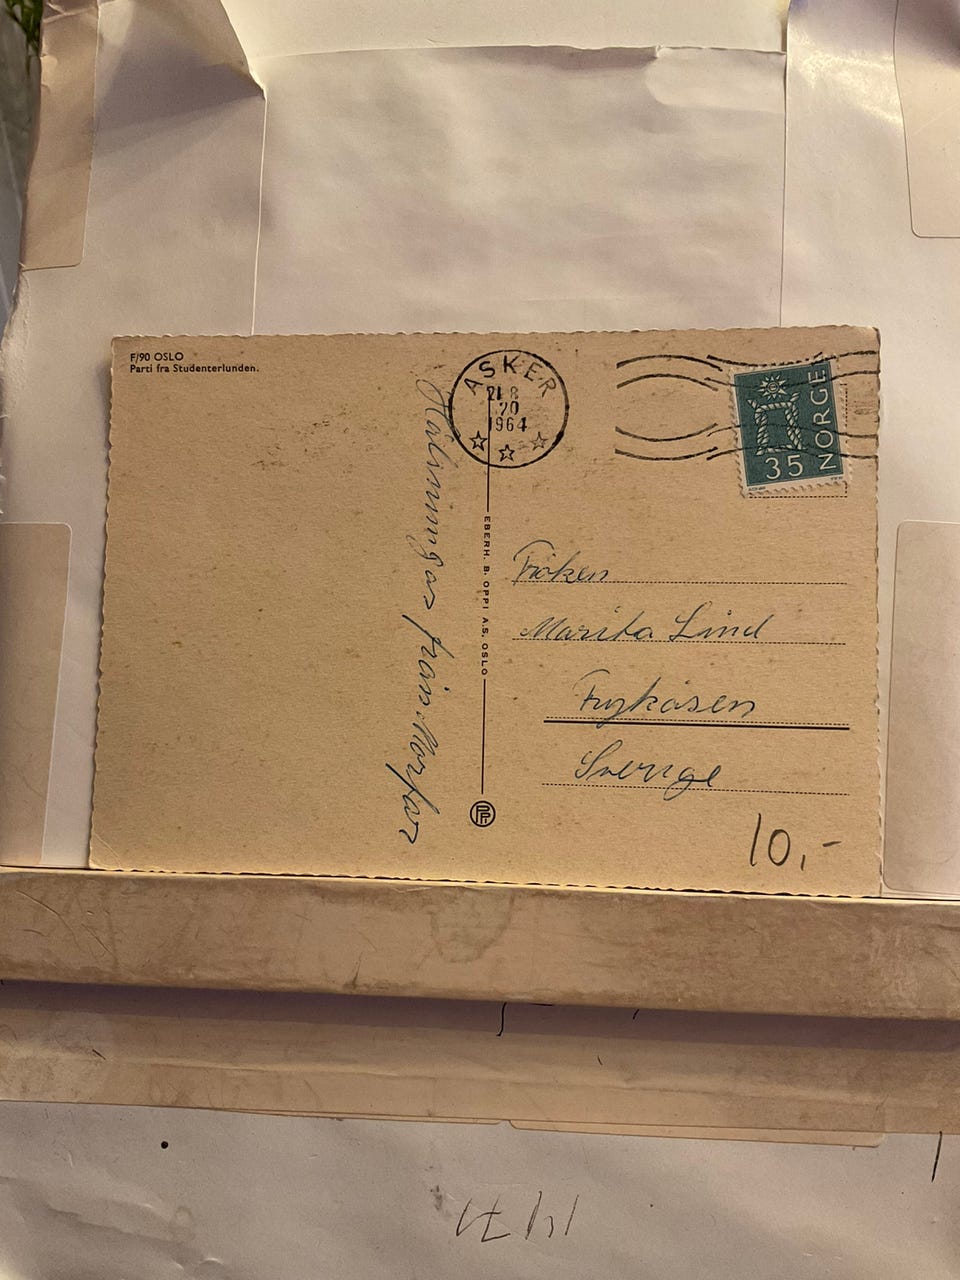 F/90 OSLO
Parti fra Studenterlunden.
ASKER
21 8
20
1964
NORGE
35
Hälsningar från Morfar
EBERH. B. OPPI A.S. OSLO
Fröken
Marita Lind
Frykåsen
Sverige
10,-